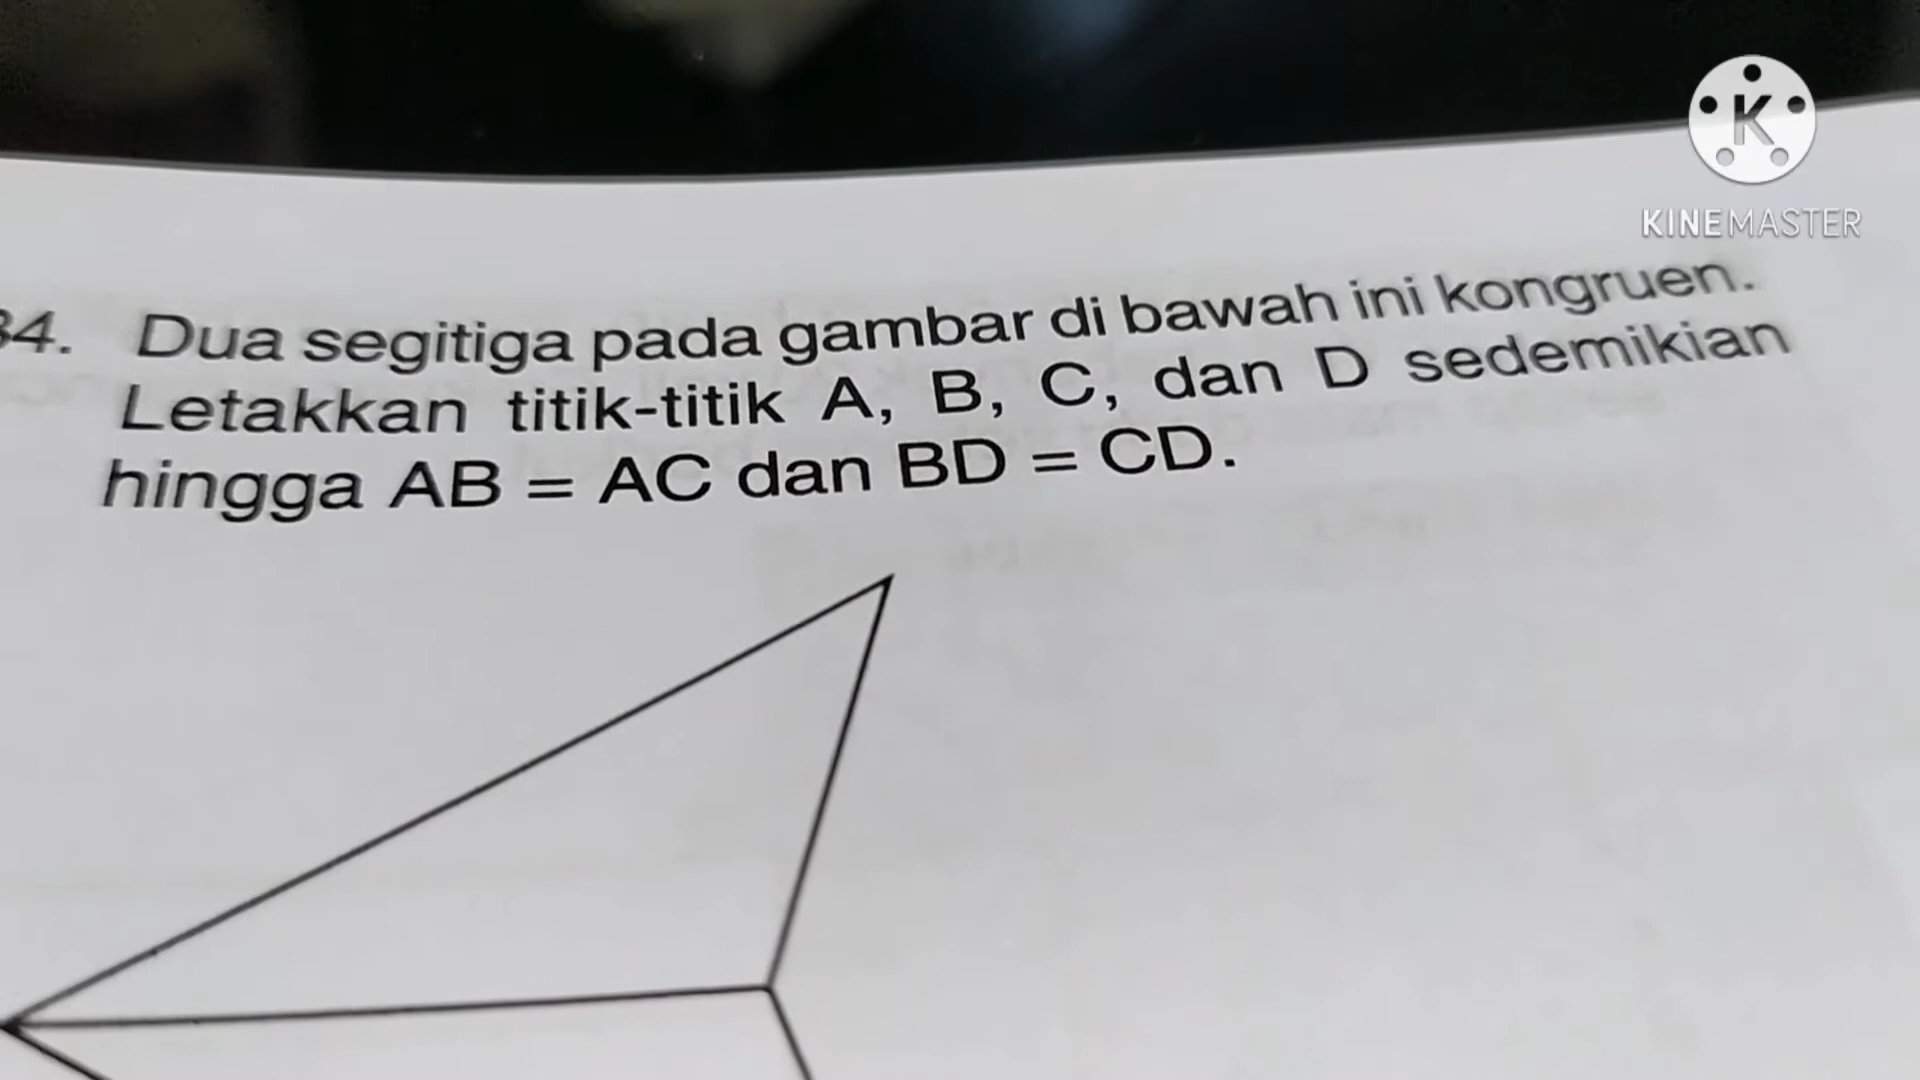 K
KINEMASTER
34. Dua segitiga pada gambar di bawah ini kongruen.
Letakkan titik-titik A, B, C, dan D sedemikian
hingga AB = AC dan BD = CD.